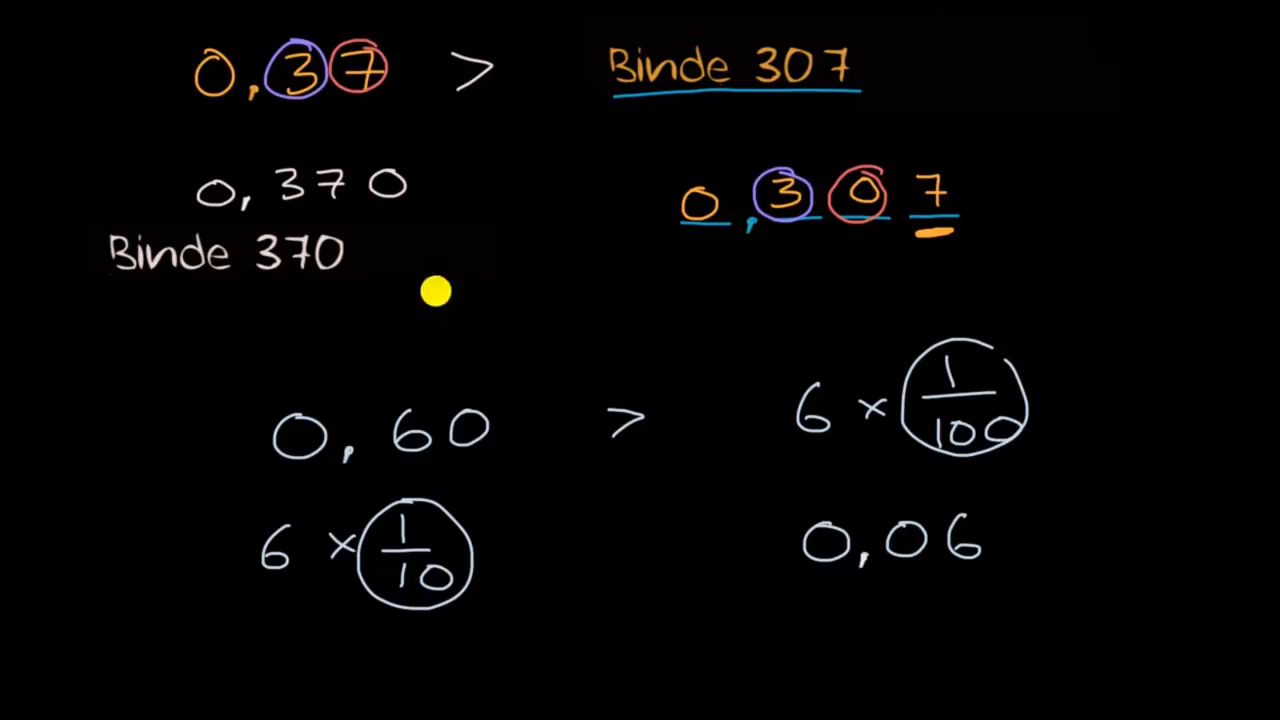 0,37 > Binde 307
0,370
0,307
Binde 370
0,60 > 6 × 1/100
6 × 1/10
0,06